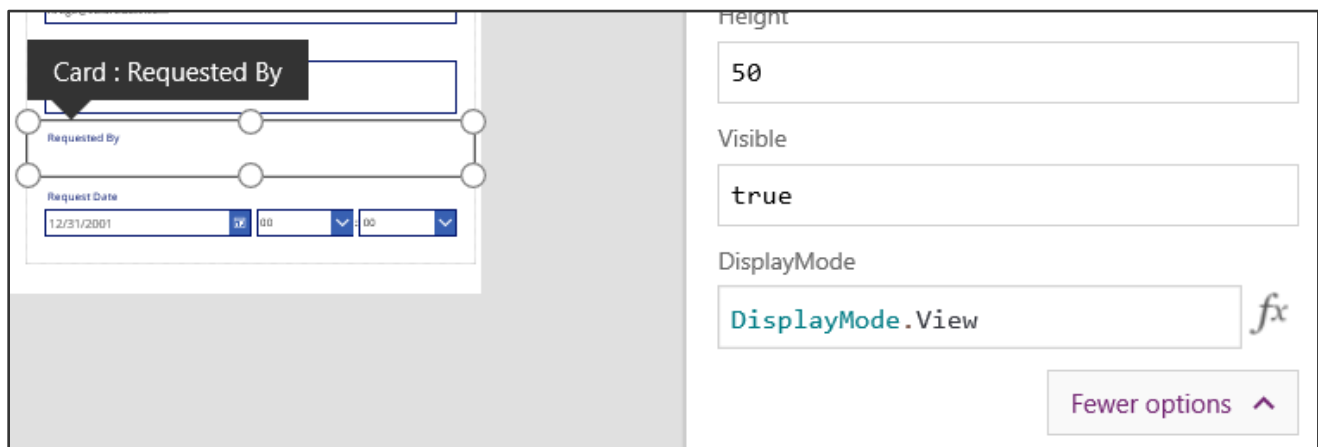 Card : Requested By
Requested By
Request Date
12/31/2001
00
: 00
Height
50
Visible
true
DisplayMode
DisplayMode.View
fx
Fewer options